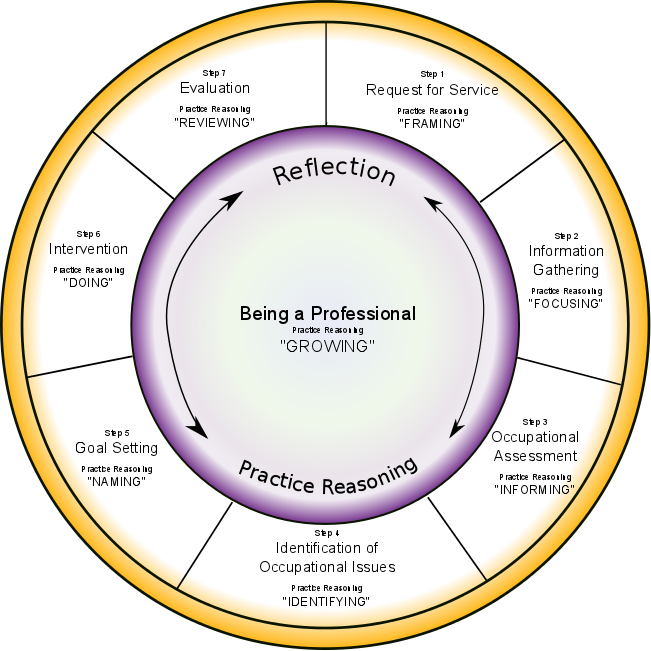 Step 1
Request for Service
Practice Reasoning
"FRAMING"
Step 2
Information
Gathering
Practice Reasoning
"FOCUSING"
Step 3
Occupational
Assessment
Practice Reasoning
"INFORMING"
Step 4
Identification of
Occupational Issues
Practice Reasoning
"IDENTIFYING"
Step 5
Goal Setting
Practice Reasoning
"NAMING"
Step 6
Intervention
Practice Reasoning
"DOING"
Step 7
Evaluation
Practice Reasoning
"REVIEWING"
Reflection
Being a Professional
Practice Reasoning
"GROWING"
Practice Reasoning